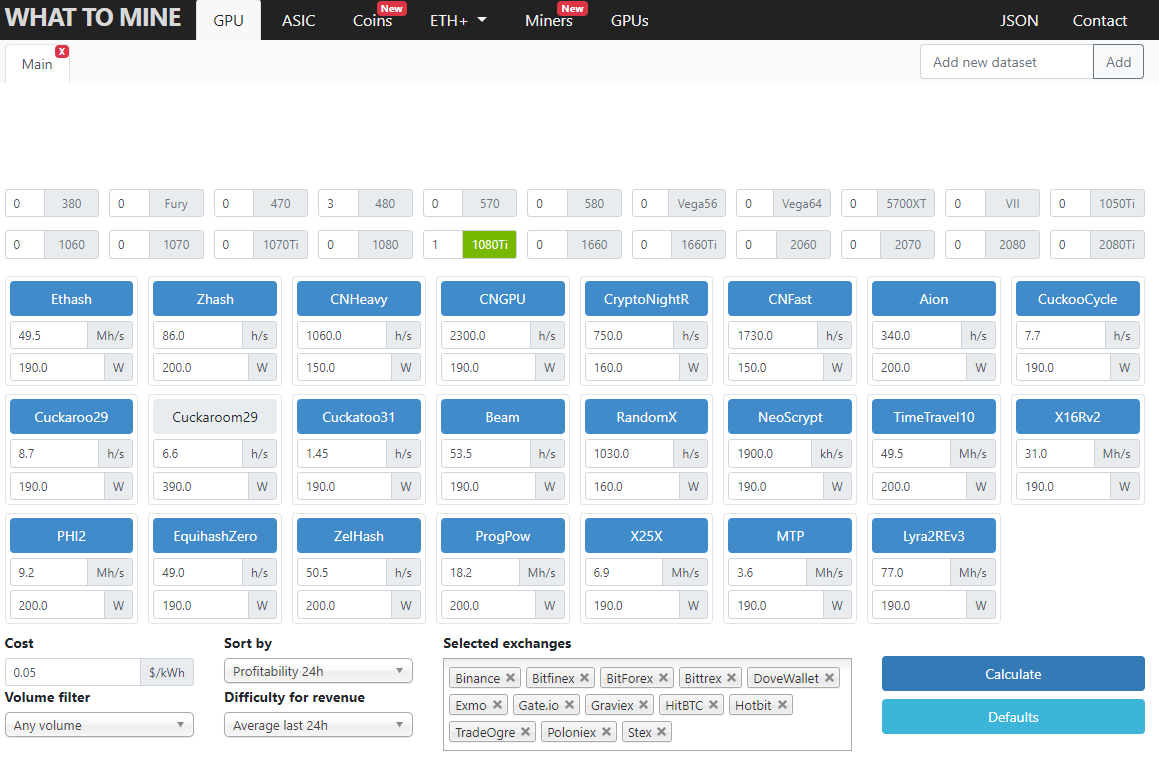 WHAT TO MINE GPU ASIC Coins New ETH+ Miners New GPUs JSON Contact
Main X Add new dataset Add
0 380 0 Fury 0 470 3 480 0 570 0 580 0 Vega56 0 Vega64 0 5700XT 0 VII 0 1050Ti
0 1060 0 1070 0 1070Ti 0 1080 1 1080Ti 0 1660 0 1660Ti 0 2060 0 2070 0 2080 0 2080Ti
Ethash Zhash CNHeavy CNGPU CryptoNightR CNFast Aion CuckooCycle
49.5 Mh/s 86.0 h/s 1060.0 h/s 2300.0 h/s 750.0 h/s 1730.0 h/s 340.0 h/s 7.7 h/s
190.0 W 200.0 W 150.0 W 190.0 W 160.0 W 150.0 W 200.0 W 190.0 W
Cuckaroo29 Cuckaroom29 Cuckatoo31 Beam RandomX NeoScrypt TimeTravel10 X16Rv2
8.7 h/s 6.6 h/s 1.45 h/s 53.5 h/s 1030.0 h/s 1900.0 kh/s 49.5 Mh/s 31.0 Mh/s
190.0 W 390.0 W 190.0 W 190.0 W 160.0 W 190.0 W 200.0 W 190.0 W
PHI2 EquihashZero ZelHash ProgPow X25X MTP Lyra2REv3
9.2 Mh/s 49.0 h/s 50.5 h/s 18.2 Mh/s 6.9 Mh/s 3.6 Mh/s 77.0 Mh/s
200.0 W 190.0 W 200.0 W 200.0 W 190.0 W 190.0 W 190.0 W
Cost Sort by Selected exchanges
0.05 $/kWh Profitability 24h Binance × Bitfinex × BitForex × Bittrex × DoveWallet × Calculate
Volume filter Difficulty for revenue Exmo × Gate.io × Graviex × HitBTC × Hotbit ×
Any volume Average last 24h TradeOgre × Poloniex × Stex × Defaults